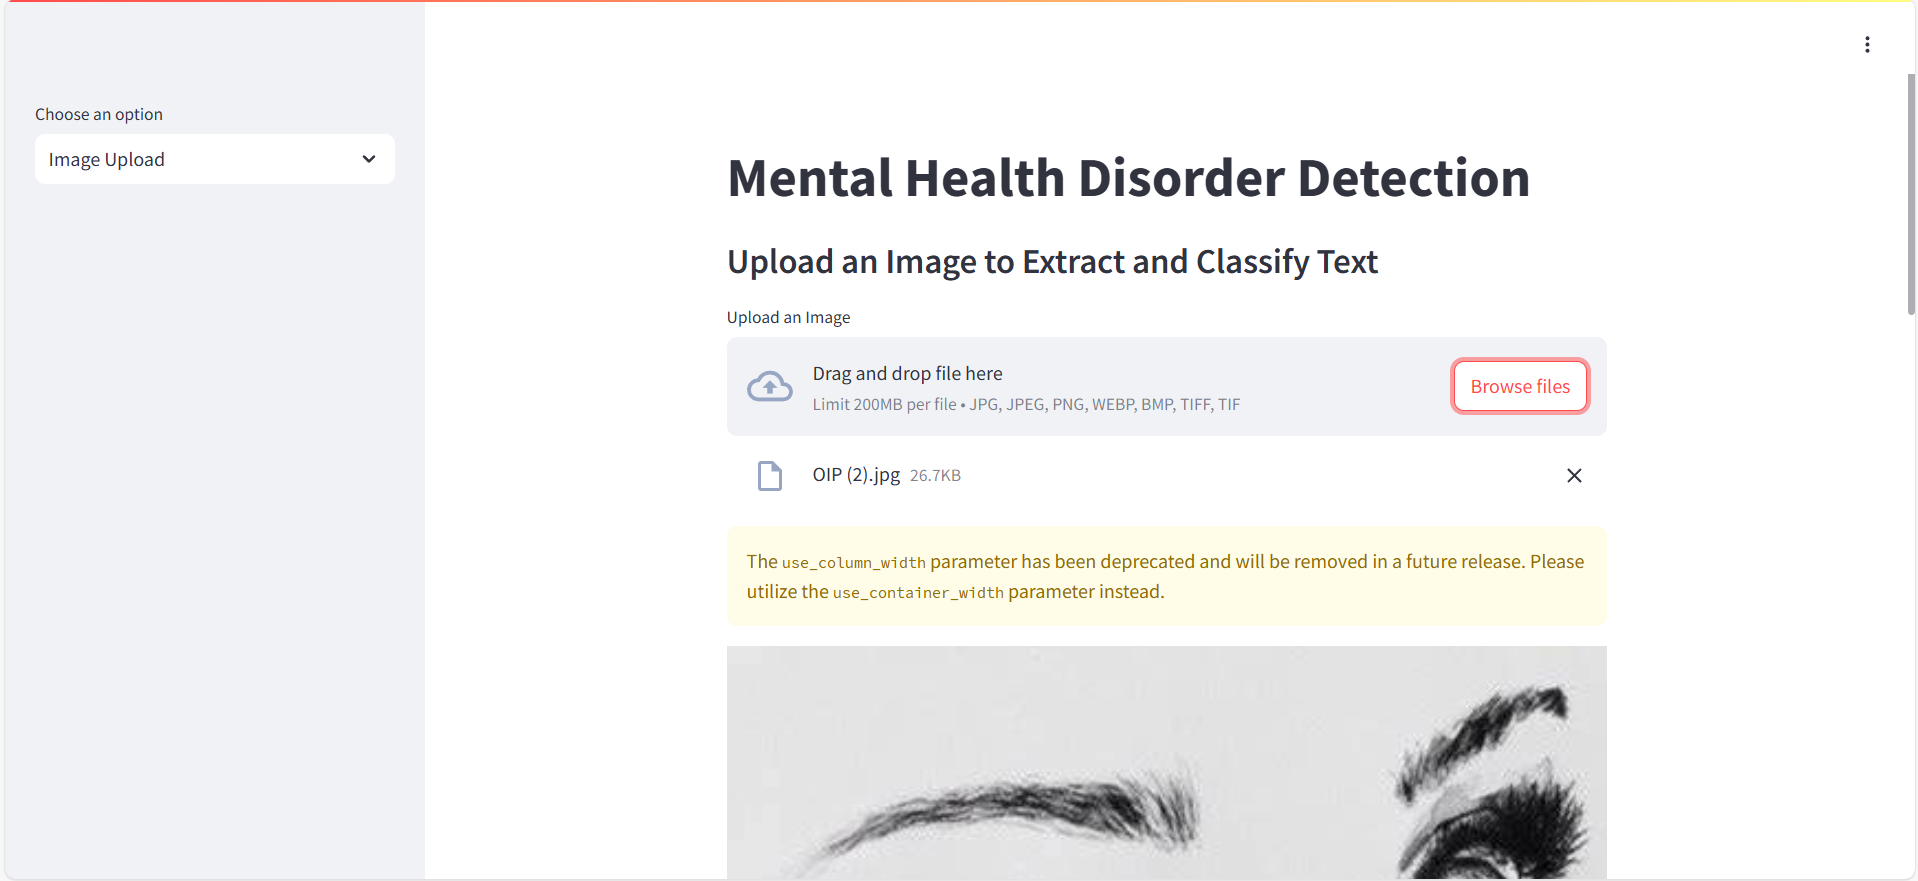 Choose an option
Image Upload
Mental Health Disorder Detection
Upload an Image to Extract and Classify Text
Upload an Image
Drag and drop file here
Limit 200MB per file • JPG, JPEG, PNG, WEBP, BMP, TIFF, TIF
Browse files
OIP (2).jpg 26.7KB
The use_column_width parameter has been deprecated and will be removed in a future release. Please
utilize the use_container_width parameter instead.